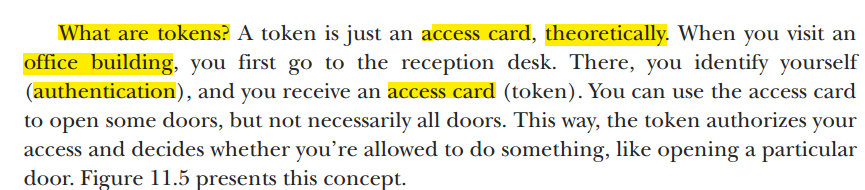 What are tokens? A token is just an access card, theoretically. When you visit an
office building, you first go to the reception desk. There, you identify yourself
(authentication), and you receive an access card (token). You can use the access card
to open some doors, but not necessarily all doors. This way, the token authorizes your
access and decides whether you’re allowed to do something, like opening a particular
door. Figure 11.5 presents this concept.